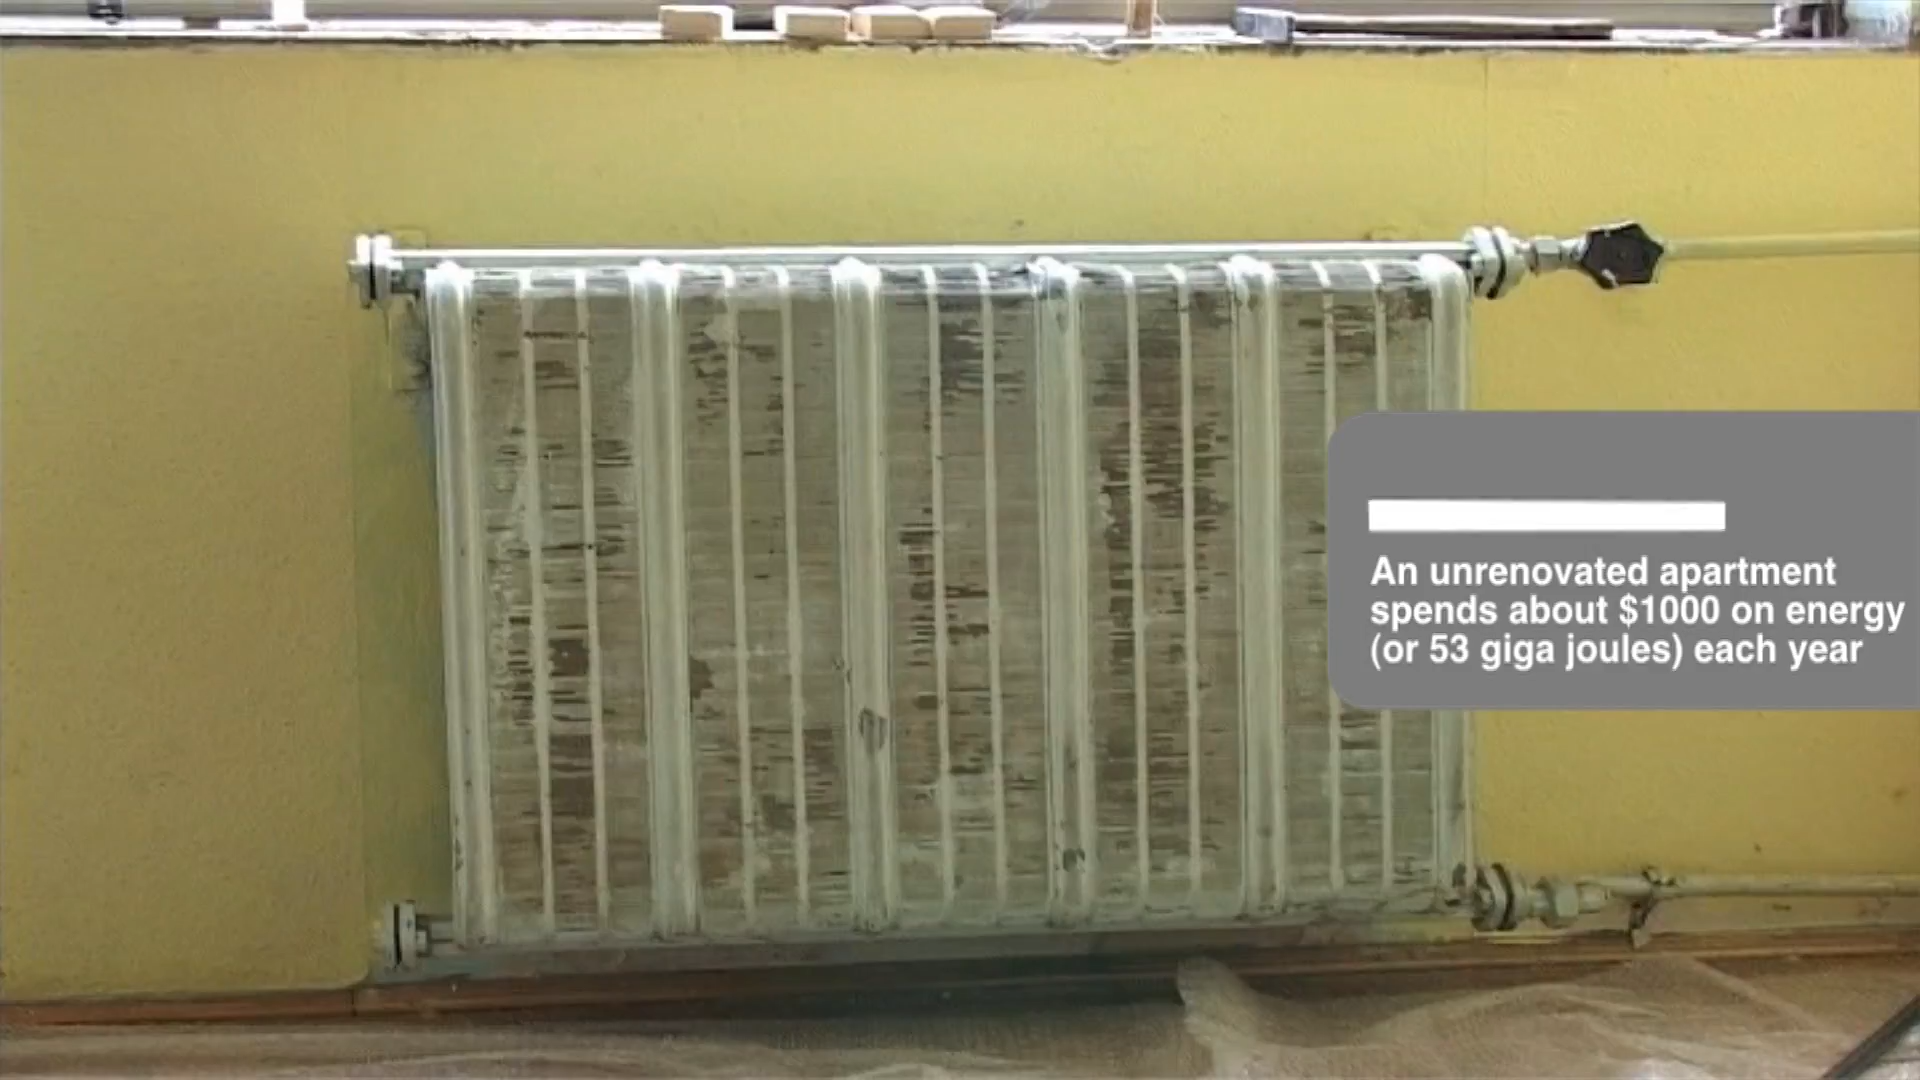 An unrenovated apartment
spends about $1000 on energy
(or 53 giga joules) each year